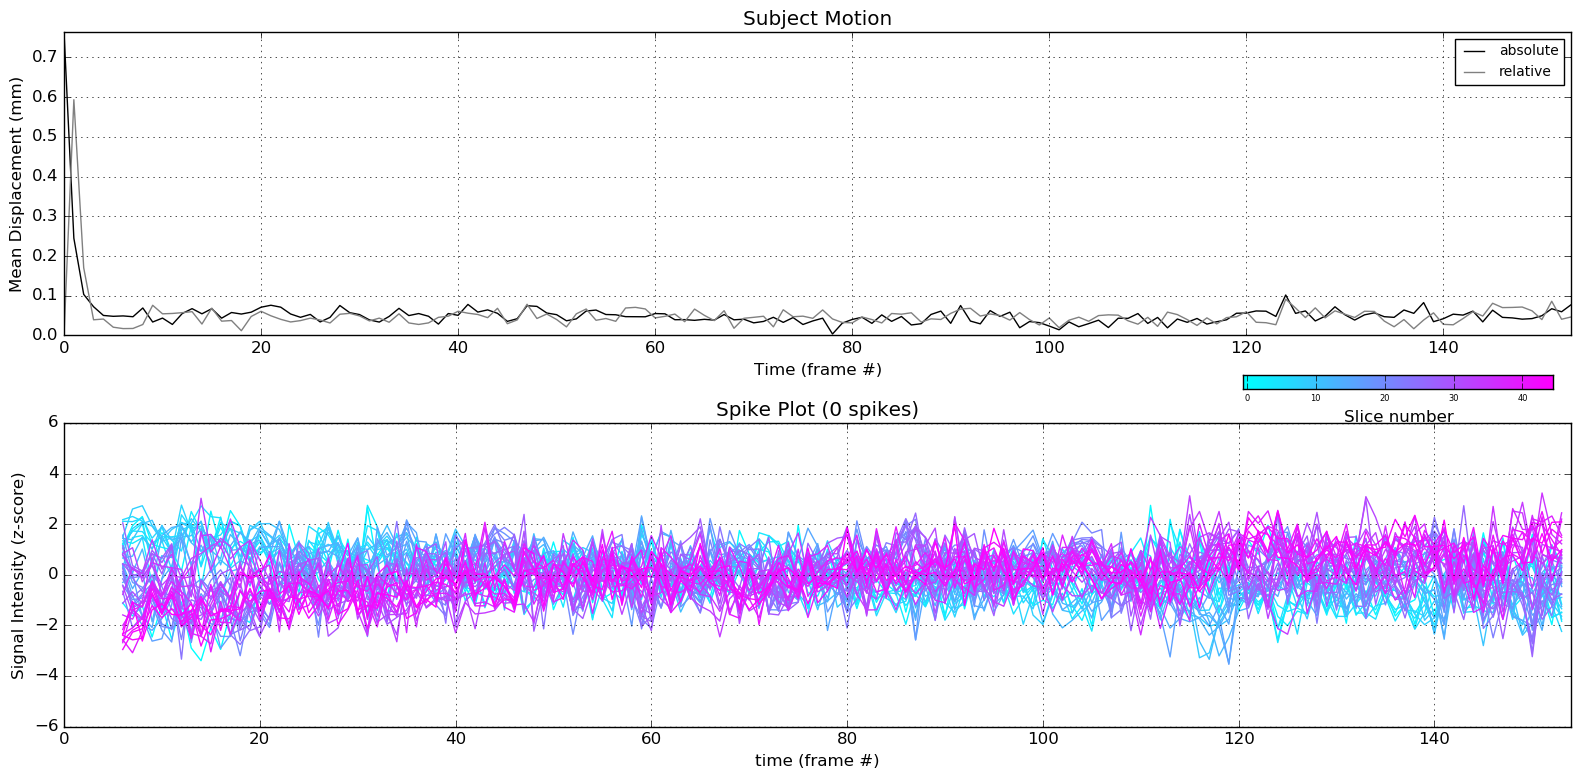 Subject Motion
absolute
relative
Mean Displacement (mm)
0.7
0.6
0.5
0.4
0.3
0.2
0.1
0.0
0 20 40 60 80 100 120 140
Time (frame #)
0 10 20 30 40
Slice number
Spike Plot (0 spikes)
Signal Intensity (z-score)
6
4
2
0
−2
−4
−6
0 20 40 60 80 100 120 140
time (frame #)